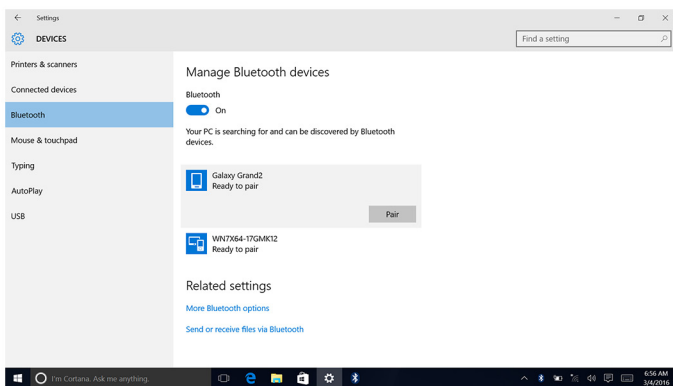 Settings
DEVICES
Find a setting
Printers & scanners
Connected devices
Bluetooth
Mouse & touchpad
Typing
AutoPlay
USB
Manage Bluetooth devices
Bluetooth
On
Your PC is searching for and can be discovered by Bluetooth
devices.
Galaxy Grand2
Ready to pair
Pair
WN7X64-17GMK12
Ready to pair
Related settings
More Bluetooth options
Send or receive files via Bluetooth
I'm Cortana. Ask me anything.
6:56 AM
3/4/2016